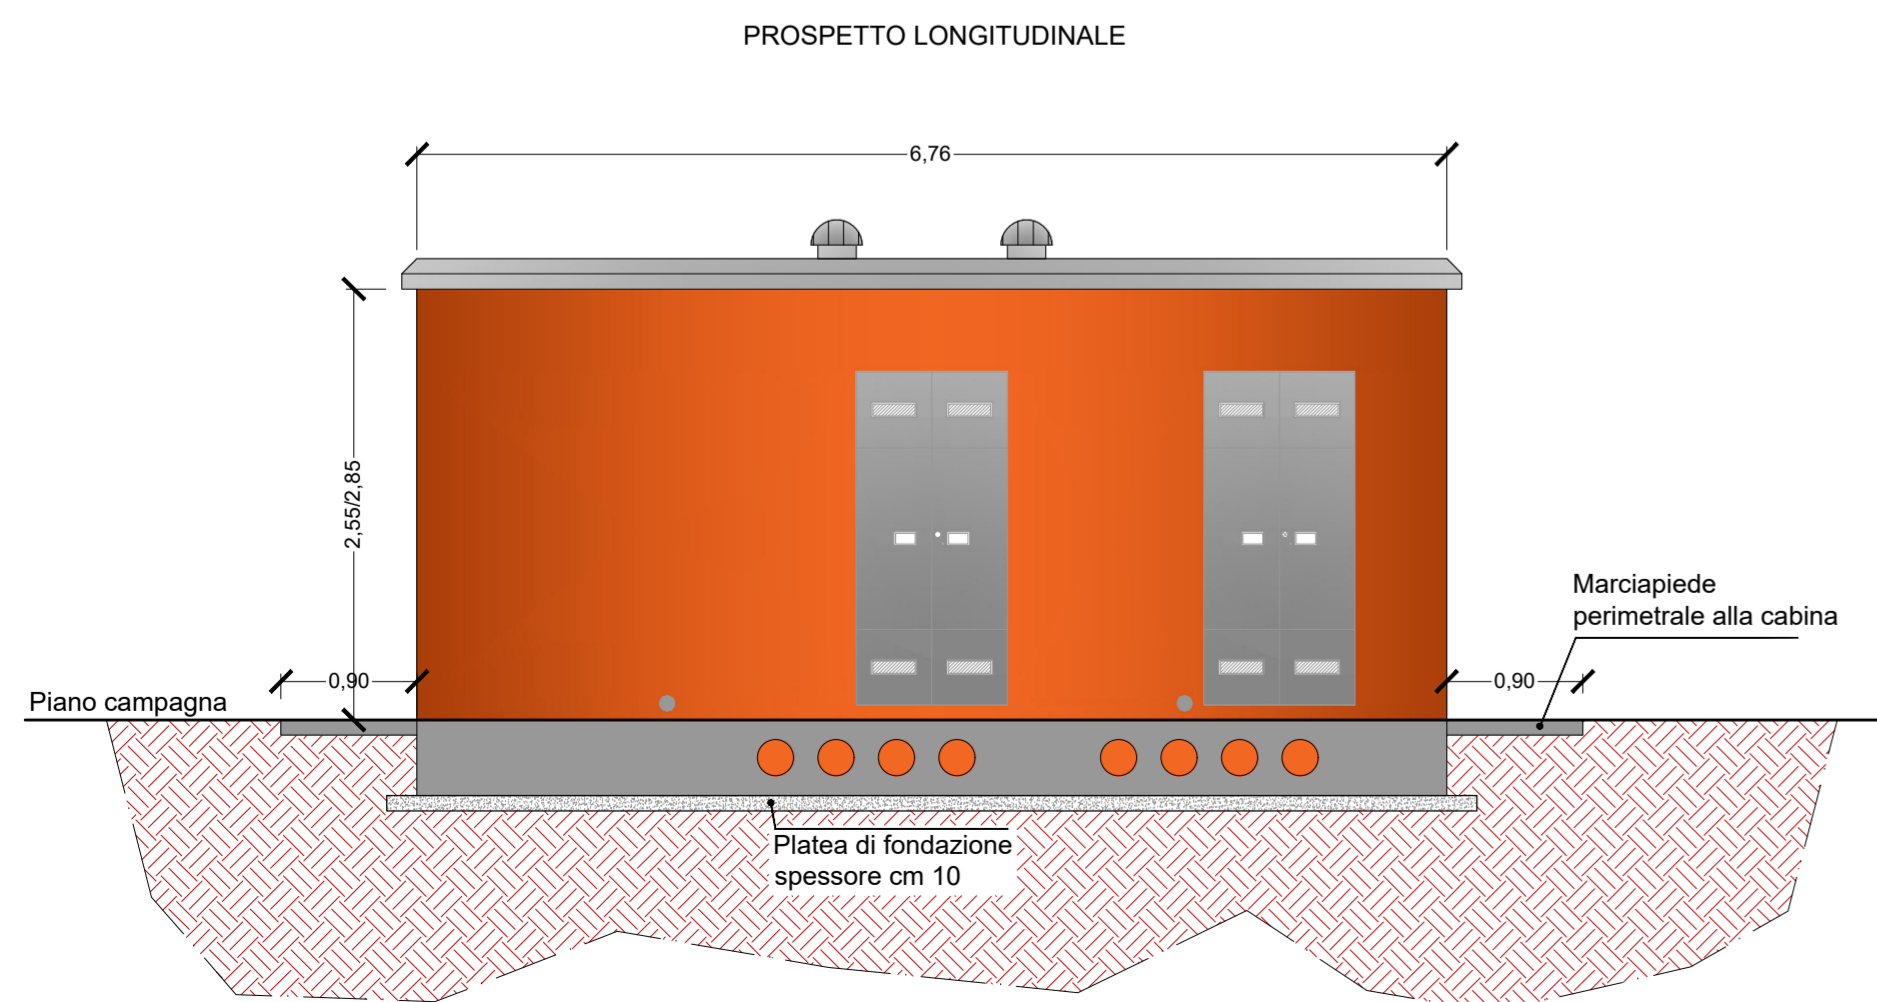 PROSPETTO LONGITUDINALE
6,76
2,55/2,85
Marciapiede
perimetrale alla cabina
0,90
0,90
Piano campagna
Platea di fondazione
spessore cm 10